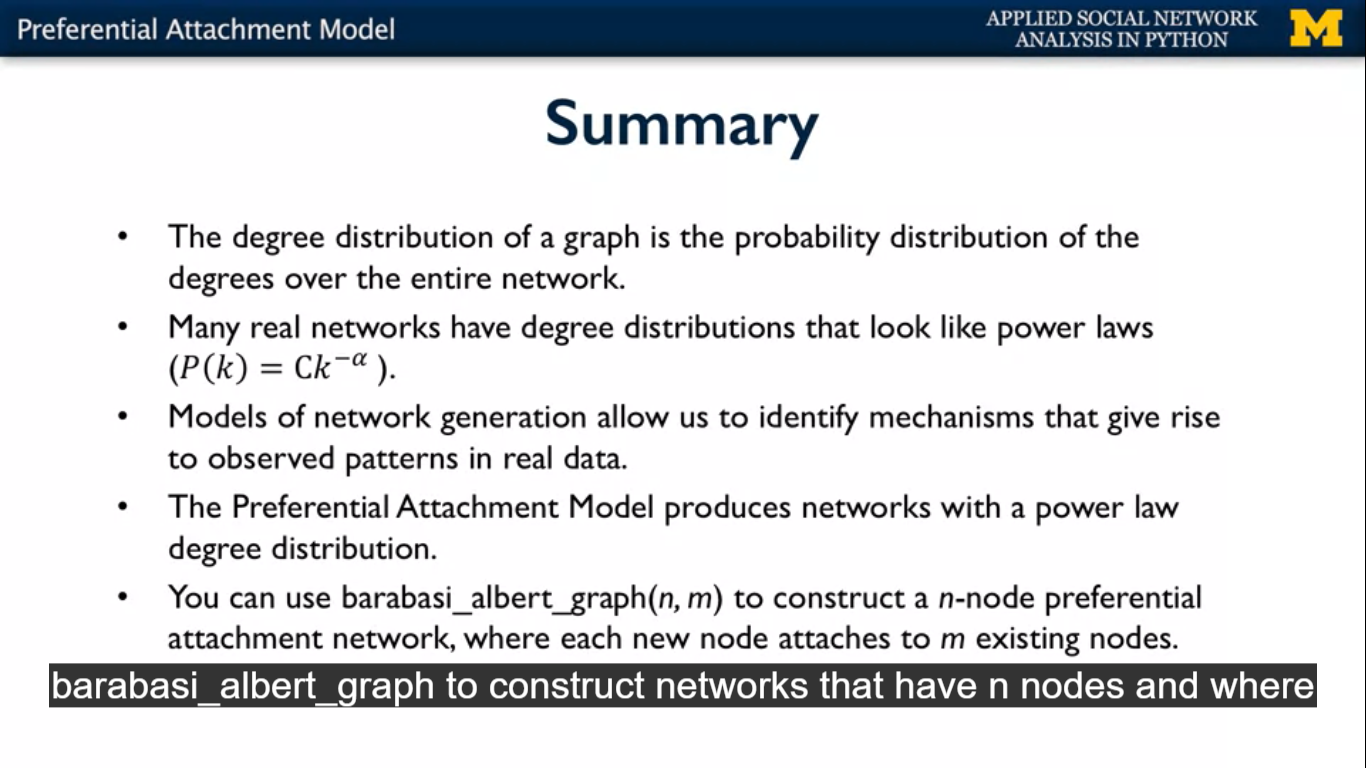 Preferential Attachment Model
APPLIED SOCIAL NETWORK
ANALYSIS IN PYTHON
M
Summary
• The degree distribution of a graph is the probability distribution of the
degrees over the entire network.
• Many real networks have degree distributions that look like power laws
(P(k) = Ck^{−α} ).
• Models of network generation allow us to identify mechanisms that give rise
to observed patterns in real data.
• The Preferential Attachment Model produces networks with a power law
degree distribution.
• You can use barabasi_albert_graph(n, m) to construct a n-node preferential
attachment network, where each new node attaches to m existing nodes.
barabasi_albert_graph to construct networks that have n nodes and where